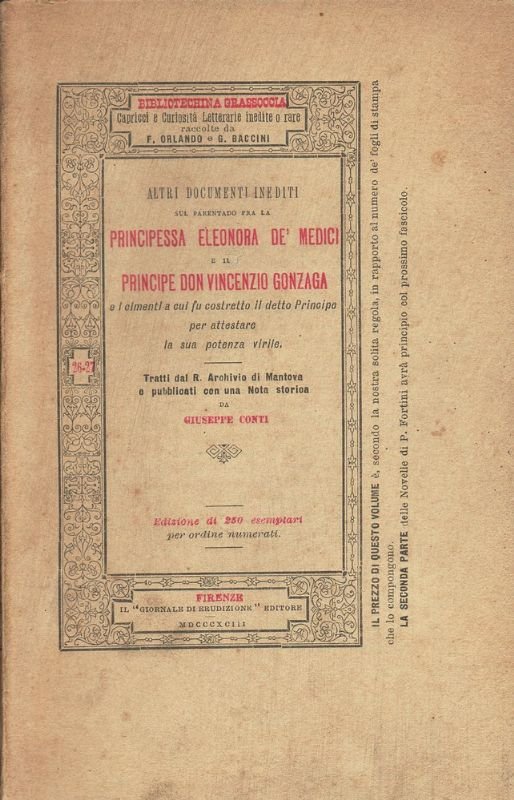 BIBLIOTECHINA GRASSOCCIA
Capricci e Curiosità Letterarie inedite o rare
raccolte da
F. ORLANDO e G. BACCINI
ALTRI DOCUMENTI INEDITI
SUL PARENTADO FRA LA
PRINCIPESSA ELEONORA DE' MEDICI
E IL
PRINCIPE DON VINCENZIO GONZAGA
e i cimenti a cui fu costretto il detto Principe
per attestare
la sua potenza virile.
26-27
Tratti dal R. Archivio di Mantova
e pubblicati con una Nota storica
DA
GIUSEPPE CONTI
Edizione di 250 esemplari
per ordine numerati.
FIRENZE
IL "GIORNALE DI ERUDIZIONE" EDITORE
MDCCCXCIII
IL PREZZO DI QUESTO VOLUME è, secondo la nostra solita regola, in rapporto al numero de' fogli di stampa
che lo compongono.
LA SECONDA PARTE delle Novelle di P. Fortini avrà principio col prossimo fascicolo.